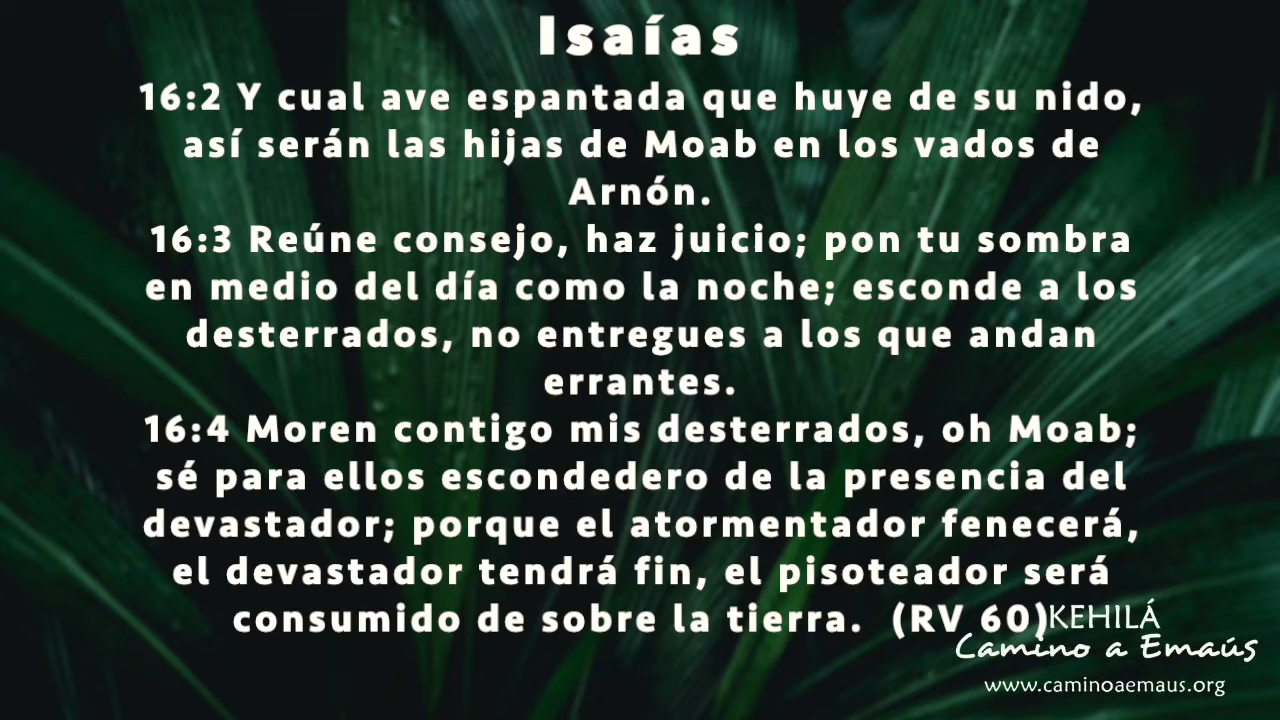 Isaías
16:2 Y cual ave espantada que huye de su nido,
así serán las hijas de Moab en los vados de
Arnón.
16:3 Reúne consejo, haz juicio; pon tu sombra
en medio del día como la noche; esconde a los
desterrados, no entregues a los que andan
errantes.
16:4 Moren contigo mis desterrados, oh Moab;
sé para ellos escondedero de la presencia del
devastador; porque el atormentador fenecerá,
el devastador tendrá fin, el pisoteador será
consumido de sobre la tierra. (RV 60)
KEHILÁ
Camino a Emaús
www.caminoaemaus.org